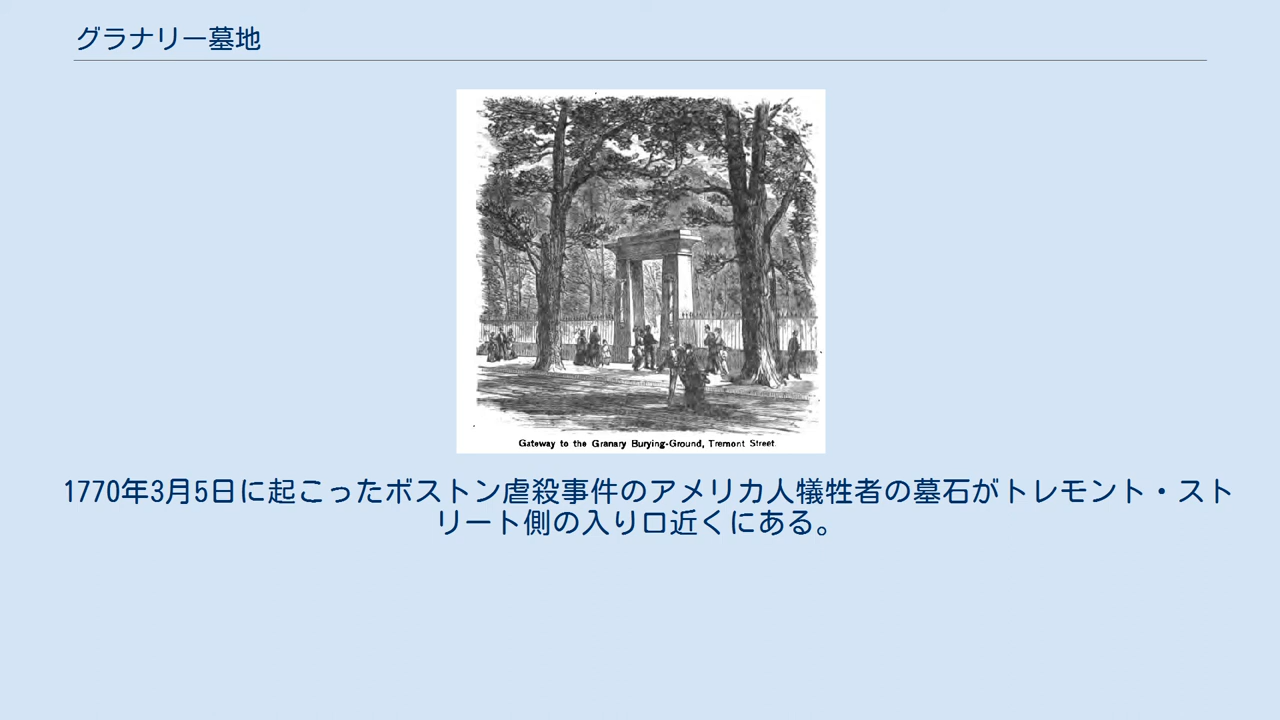 グラナリー墓地
Gateway to the Granary Burying-Ground, Tremont Street.
1770年3月5日に起こったボストン虐殺事件のアメリカ人犠牲者の墓石がトレモント・スト
リート側の入り口近くにある。